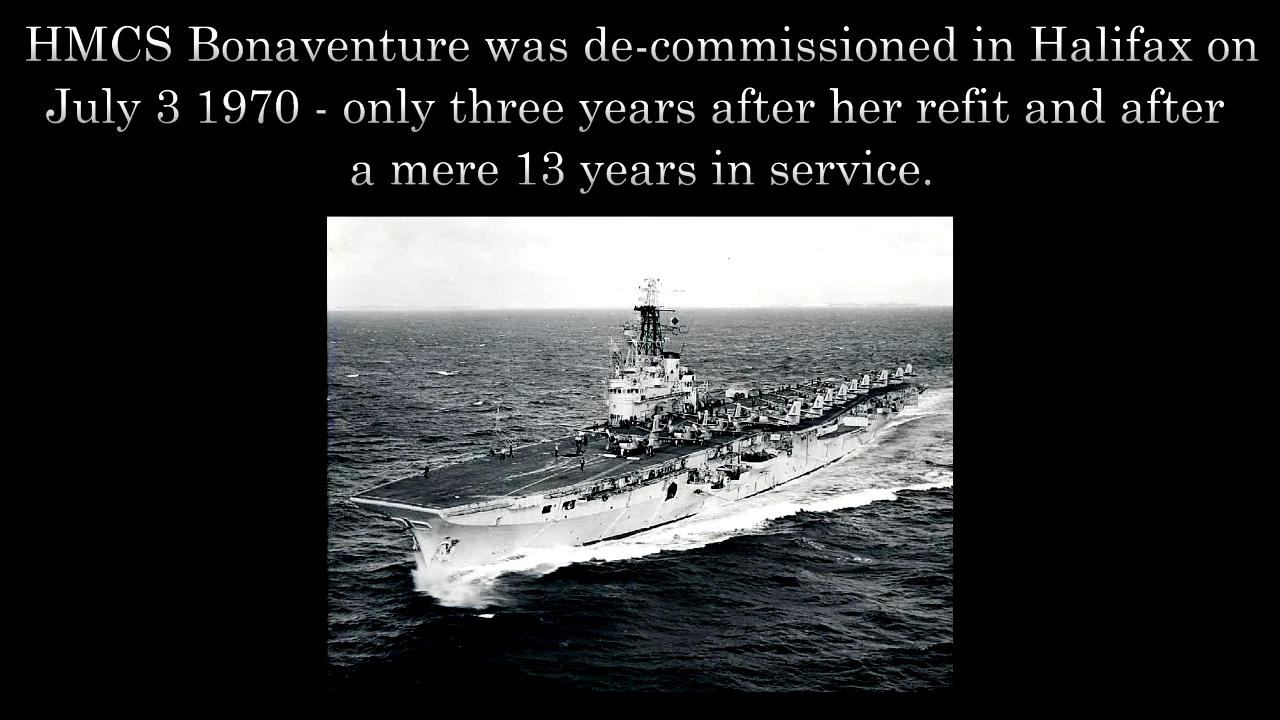 HMCS Bonaventure was de-commissioned in Halifax on
July 3 1970 - only three years after her refit and after
a mere 13 years in service.